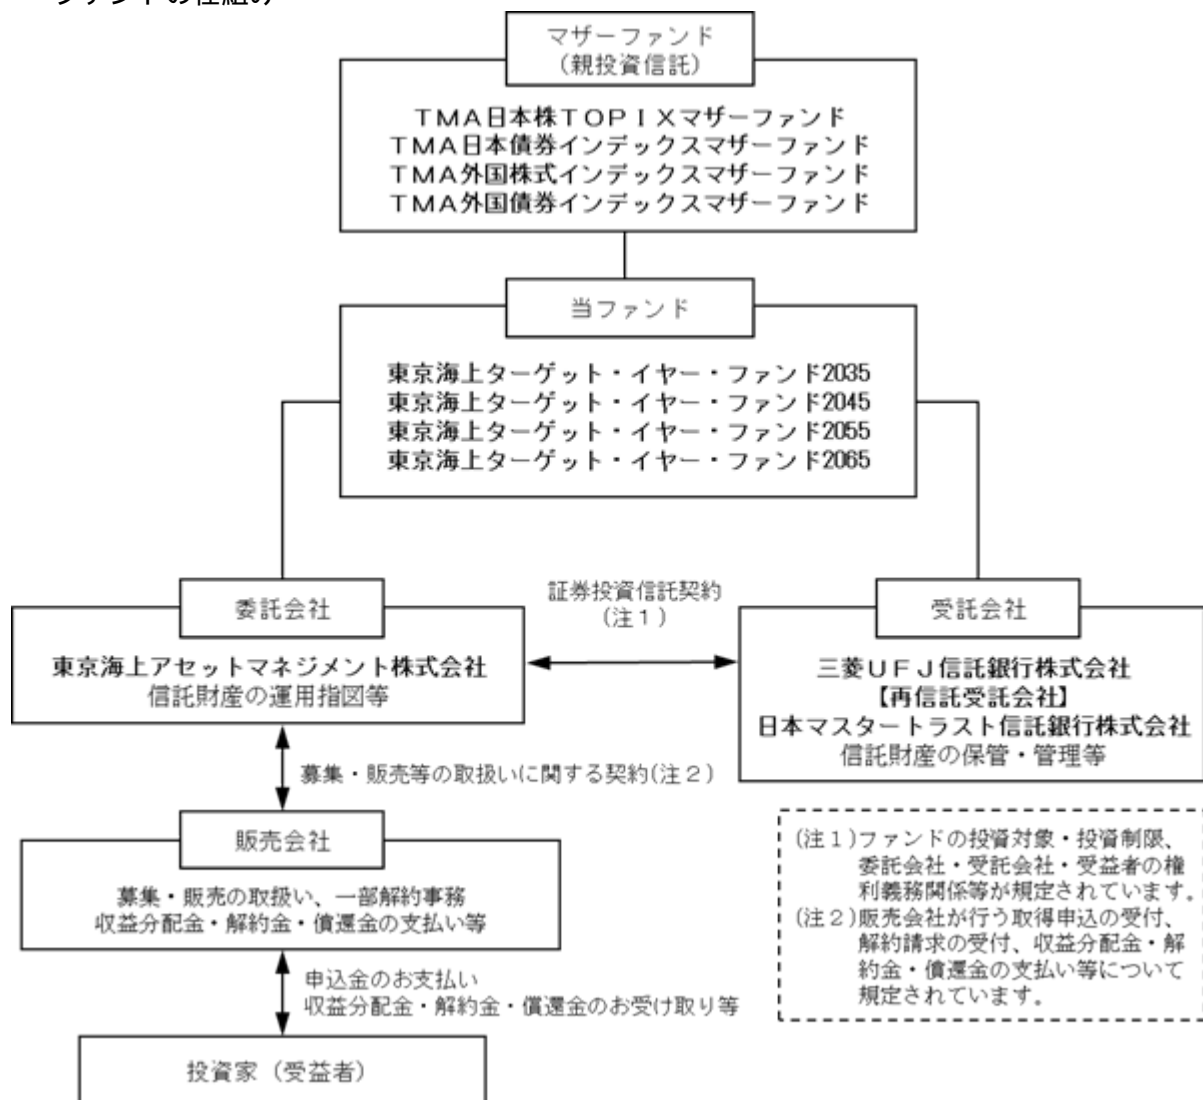 ファンドの仕組み
マザーファンド
(親投資信託)
TMA日本株TOPIXマザーファンド
TMA日本債券インデックスマザーファンド
TMA外国株式インデックスマザーファンド
TMA外国債券インデックスマザーファンド
当ファンド
東京海上ターゲット・イヤー・ファンド2035
東京海上ターゲット・イヤー・ファンド2045
東京海上ターゲット・イヤー・ファンド2055
東京海上ターゲット・イヤー・ファンド2065
委託会社
東京海上アセットマネジメント株式会社
信託財産の運用指図等
証券投資信託契約
(注1)
受託会社
三菱UFJ信託銀行株式会社
【再信託受託会社】
日本マスタートラスト信託銀行株式会社
信託財産の保管・管理等
募集・販売等の取扱いに関する契約(注2)
販売会社
募集・販売の取扱い、一部解約事務
収益分配金・解約金・償還金の支払い等
申込金のお支払い
収益分配金・解約金・償還金のお受け取り等
投資家(受益者)
(注1)ファンドの投資対象・投資制限、
委託会社・受託会社・受益者の権
利義務関係等が規定されています。
(注2)販売会社が行う取得申込の受付、
解約請求の受付、収益分配金・解
約金・償還金の支払い等について
規定されています。